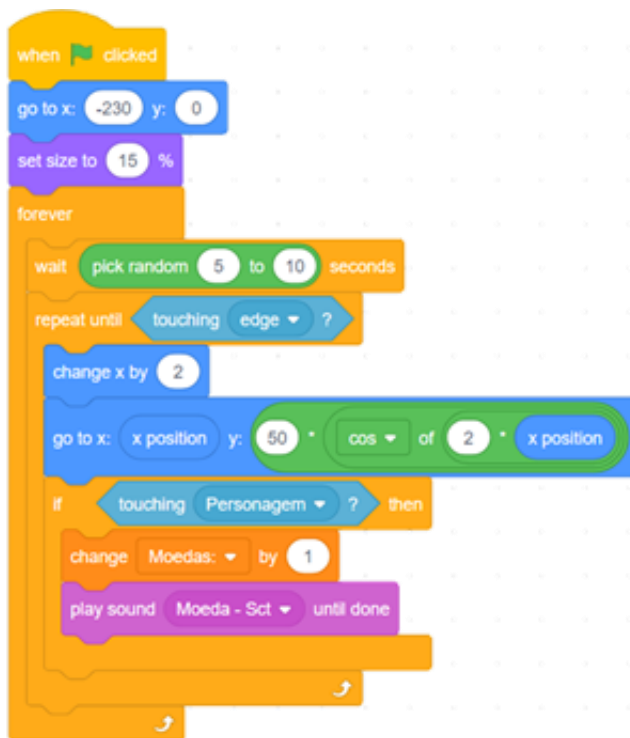 when clicked
go to x: -230 y: 0
set size to 15 %
forever
wait pick random 5 to 10 seconds
repeat until touching edge ?
change x by 2
go to x: x position y: 50 * cos of 2 * x position
if touching Personagem ? then
change Moedas: by 1
play sound Moeda - Sct until done